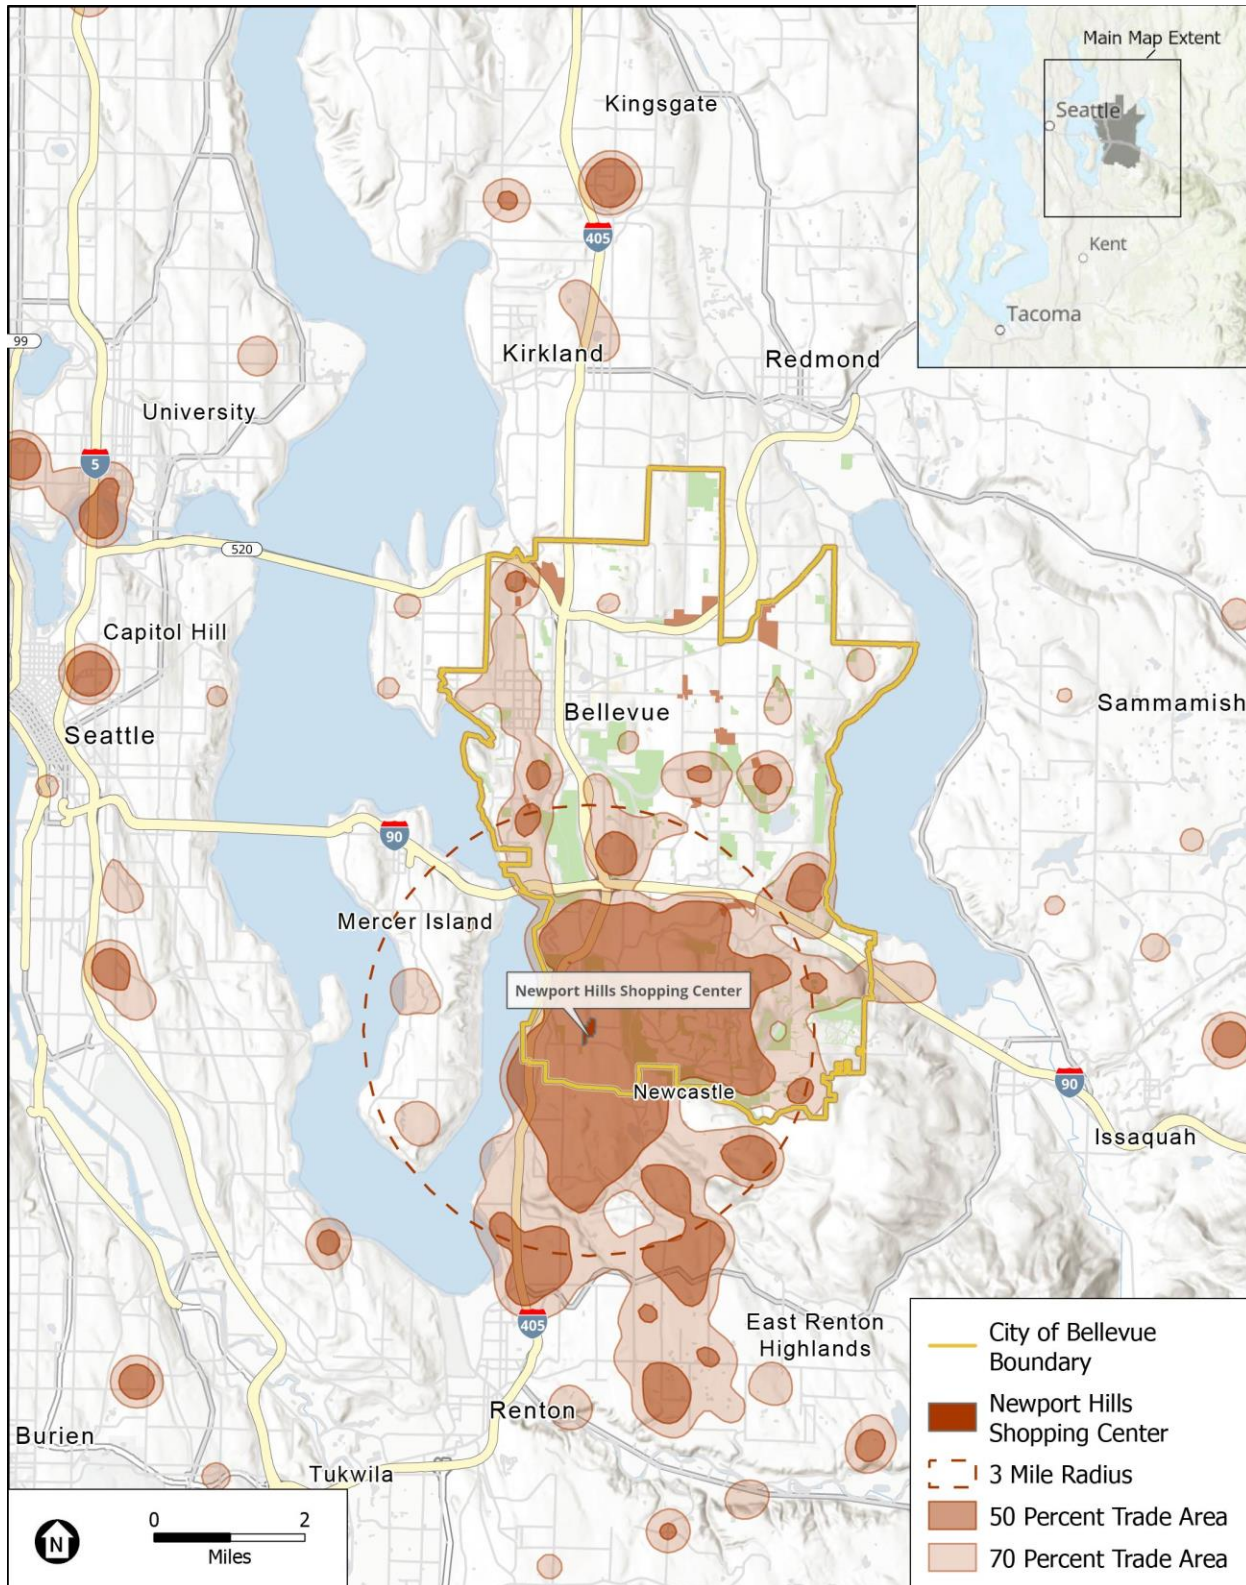 Main Map Extent
Seattle
Kent
Tacoma
Kingsgate
405
99
Kirkland
Redmond
University
5
520
Capitol Hill
Seattle
Bellevue
Sammamish
90
Mercer Island
Newport Hills Shopping Center
Newcastle
90
Issaquah
405
East Renton
Highlands
Renton
Burien
Tukwila
N
0 2
Miles
City of Bellevue
Boundary
Newport Hills
Shopping Center
3 Mile Radius
50 Percent Trade Area
70 Percent Trade Area